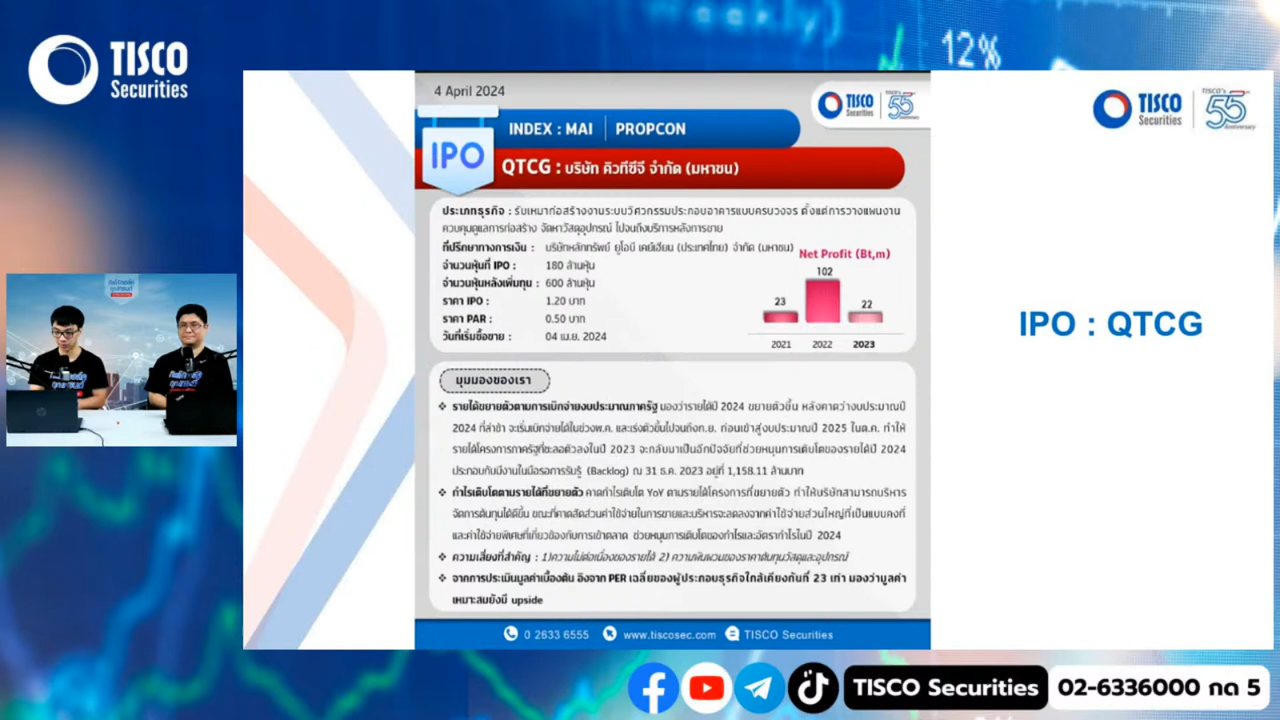 TISCO
Securities
12%
4 April 2024
TISCO
Securities
TISCO's
55
Anniversary
INDEX : MAI | PROPCON
IPO
QTCG : บริษัท คิวทีซีจี จำกัด (มหาชน)
ประเภทธุรกิจ : รับเหมาก่อสร้างงานระบบวิศวกรรมประกอบอาคารแบบครบวงจร ตั้งแต่การวางแผนงาน
ควบคุมดูแลการก่อสร้าง จัดหาวัสดุอุปกรณ์ ไปจนถึงบริการหลังการขาย
ที่ปรึกษาทางการเงิน : บริษัทหลักทรัพย์ ยูโอบี เคย์เฮียน (ประเทศไทย) จำกัด (มหาชน)
จำนวนหุ้นที่ IPO : 180 ล้านหุ้น
จำนวนหุ้นหลังเพิ่มทุน : 600 ล้านหุ้น
ราคา IPO : 1.20 บาท
ราคา PAR : 0.50 บาท
วันที่เริ่มซื้อขาย : 04 เม.ย. 2024
Net Profit (Bt,m)
23
102
22
2021 2022 2023
มุมมองของเรา
❖ รายได้ขยายตัวตามการเบิกจ่ายงบประมาณภาครัฐ มองว่ารายได้ปี 2024 ขยายตัวขึ้น หลังคาดว่างบประมาณปี
2024 ที่ล่าช้า จะเริ่มเบิกจ่ายได้ในช่วงพ.ค. และเร่งตัวขึ้นไปจนถึงก.ย. ก่อนเข้าสู่งบประมาณปี 2025 ในต.ค. ทำให้
รายได้โครงการภาครัฐที่ชะลอตัวลงในปี 2023 จะกลับมาเป็นอีกปัจจัยที่ช่วยหนุนการเติบโตของรายได้ปี 2024
ประกอบกับมีงานในมือรอการรับรู้ (Backlog) ณ 31 ธ.ค. 2023 อยู่ที่ 1,158.11 ล้านบาท
❖ กำไรเติบโตตามรายได้ที่ขยายตัว คาดกำไรเติบโต YoY ตามรายได้โครงการที่ขยายตัว ทำให้บริษัทสามารถบริหาร
จัดการต้นทุนได้ดีขึ้น ขณะที่คาดสัดส่วนค่าใช้จ่ายในการขายและบริหารจะลดลงจากค่าใช้จ่ายส่วนใหญ่ที่เป็นแบบคงที่
และค่าใช้จ่ายพิเศษที่เกี่ยวข้องกับการเข้าตลาด ช่วยหนุนการเติบโตของกำไรและอัตรากำไรในปี 2024
❖ ความเสี่ยงที่สำคัญ : 1)ความไม่ต่อเนื่องของรายได้ 2) ความผันผวนของราคาต้นทุนวัสดุและอุปกรณ์
❖ จากการประเมินมูลค่าเบื้องต้น อิงจาก PER เฉลี่ยของผู้ประกอบธุรกิจใกล้เคียงกันที่ 23 เท่า มองว่ามูลค่า
เหมาะสมยังมี upside
0 2633 6555 www.tiscosec.com TISCO Securities
TISCO
Securities
TISCO's
55
Anniversary
IPO : QTCG
TISCO Securities 02-6336000 กด 5